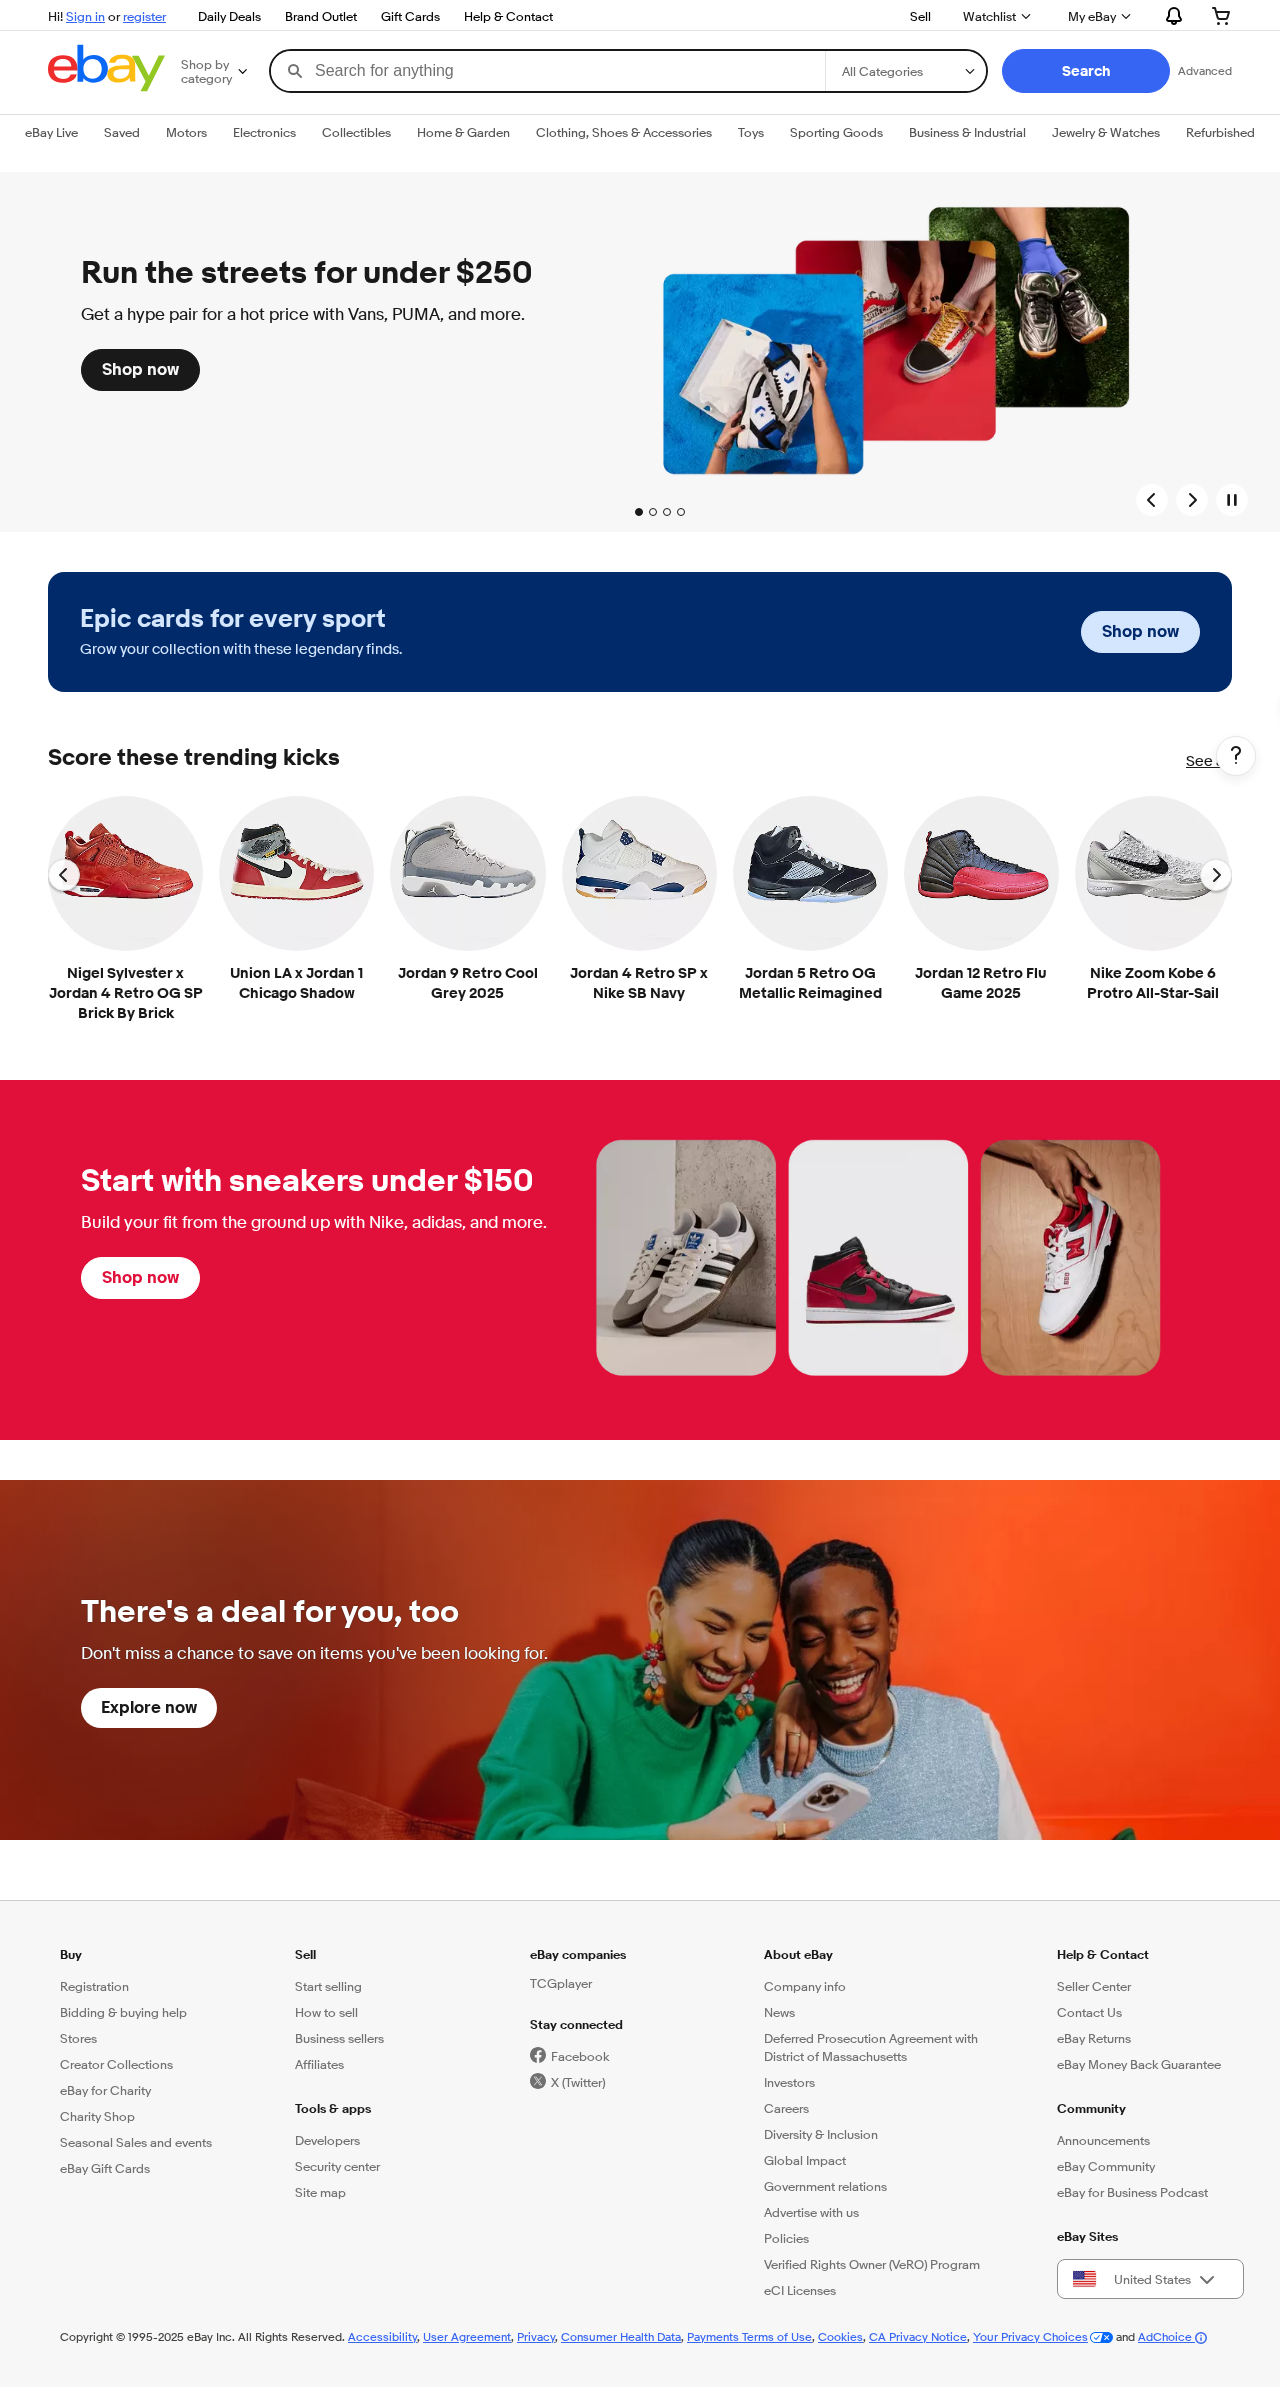 Hi! Sign in or register Daily Deals Brand Outlet Gift Cards Help & Contact Sell Watchlist My eBay
ebay
Shop by
category
Search for anything
All Categories
Search
Advanced
eBay Live Saved Motors Electronics Collectibles Home & Garden Clothing, Shoes & Accessories Toys Sporting Goods Business & Industrial Jewelry & Watches Refurbished
Run the streets for under $250
Get a hype pair for a hot price with Vans, PUMA, and more.
Shop now
Epic cards for every sport
Grow your collection with these legendary finds.
Shop now
Score these trending kicks
See
?
Nigel Sylvester x
Jordan 4 Retro OG SP
Brick By Brick
Union LA x Jordan 1
Chicago Shadow
Jordan 9 Retro Cool
Grey 2025
Jordan 4 Retro SP x
Nike SB Navy
Jordan 5 Retro OG
Metallic Reimagined
Jordan 12 Retro Flu
Game 2025
Nike Zoom Kobe 6
Protro All-Star-Sail
Start with sneakers under $150
Build your fit from the ground up with Nike, adidas, and more.
Shop now
There's a deal for you, too
Don't miss a chance to save on items you've been looking for.
Explore now
Buy
Registration
Bidding & buying help
Stores
Creator Collections
eBay for Charity
Charity Shop
Seasonal Sales and events
eBay Gift Cards
Sell
Start selling
How to sell
Business sellers
Affiliates
Tools & apps
Developers
Security center
Site map
eBay companies
TCGplayer
Stay connected
Facebook
X (Twitter)
About eBay
Company info
News
Deferred Prosecution Agreement with
District of Massachusetts
Investors
Careers
Diversity & Inclusion
Global Impact
Government relations
Advertise with us
Policies
Verified Rights Owner (VeRO) Program
eCI Licenses
Help & Contact
Seller Center
Contact Us
eBay Returns
eBay Money Back Guarantee
Community
Announcements
eBay Community
eBay for Business Podcast
eBay Sites
United States
Copyright © 1995-2025 eBay Inc. All Rights Reserved. Accessibility, User Agreement, Privacy, Consumer Health Data, Payments Terms of Use, Cookies, CA Privacy Notice, Your Privacy Choices and AdChoice